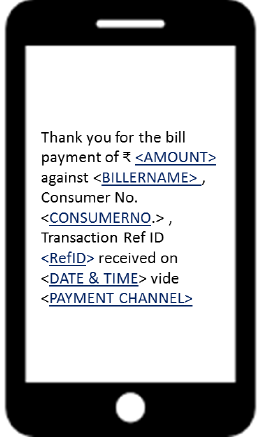 Thank you for the bill
payment of ₹ <AMOUNT>
against <BILLERNAME> ,
Consumer No.
<CONSUMERNO.> ,
Transaction Ref ID
<RefID> received on
<DATE & TIME> vide
<PAYMENT CHANNEL>